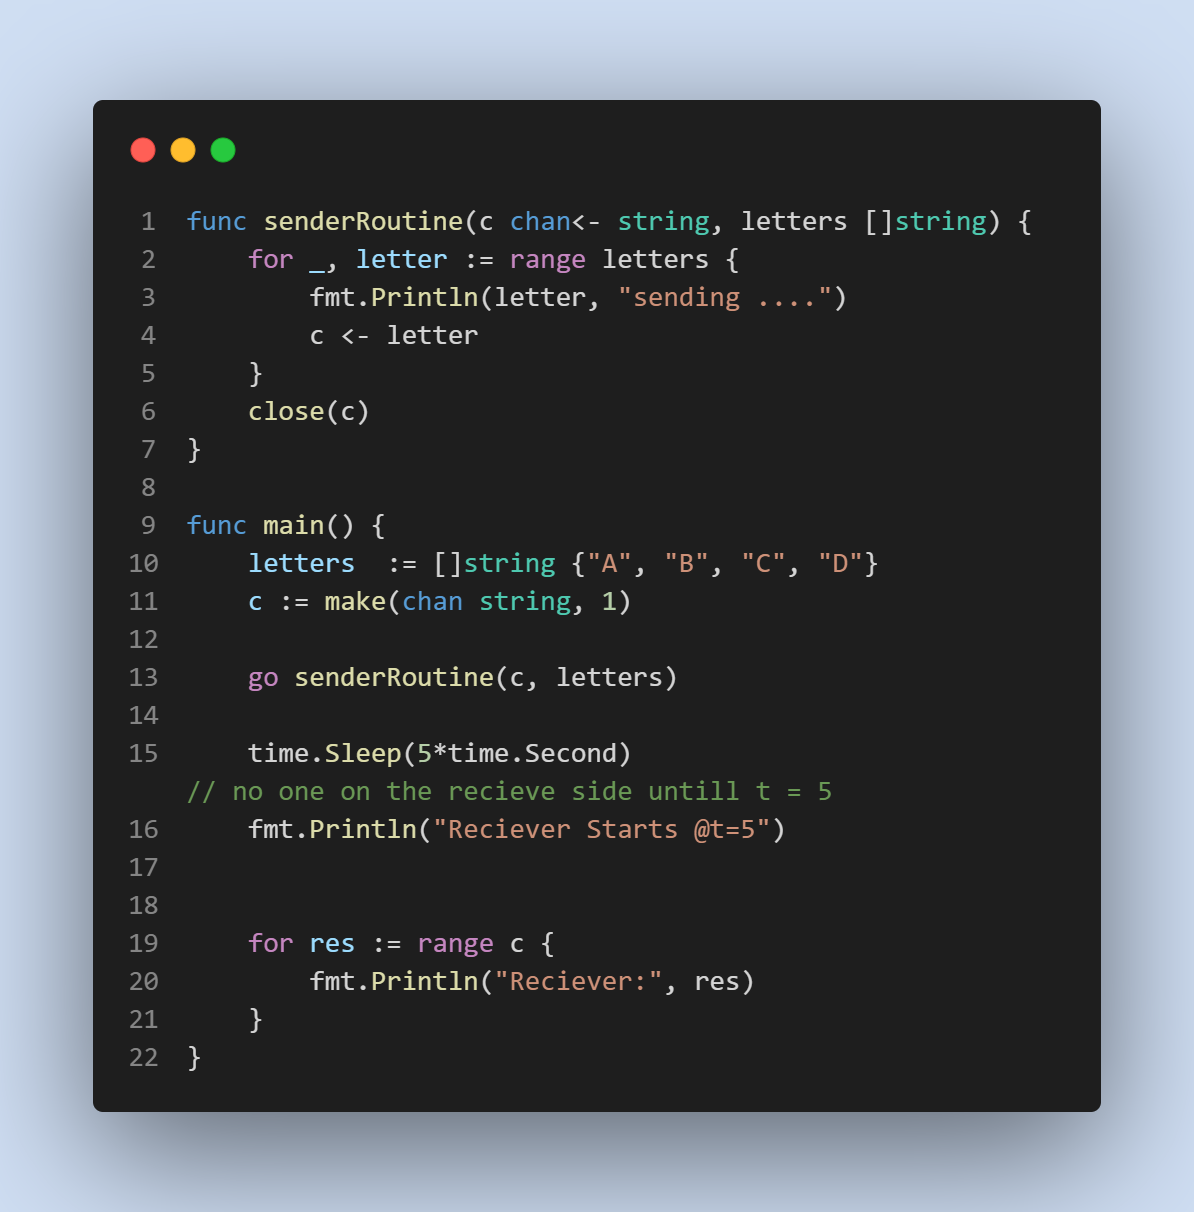 1 func senderRoutine(c chan<- string, letters []string) {
2     for _, letter := range letters {
3         fmt.Println(letter, "sending ....")
4         c <- letter
5     }
6     close(c)
7 }
8
9 func main() {
10     letters  := []string {"A", "B", "C", "D"}
11     c := make(chan string, 1)
12
13     go senderRoutine(c, letters)
14
15     time.Sleep(5*time.Second)
// no one on the recieve side untill t = 5
16     fmt.Println("Reciever Starts @t=5")
17
18
19     for res := range c {
20         fmt.Println("Reciever:", res)
21     }
22 }